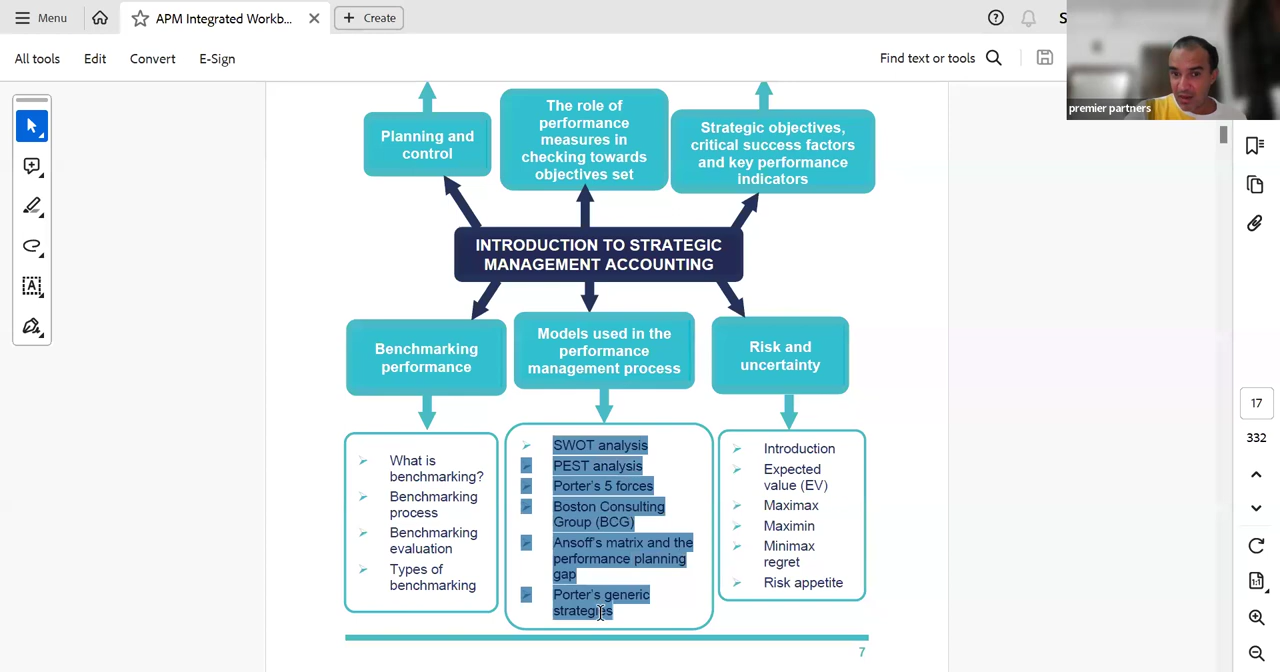 Menu
APM Integrated Workb...
Create
S
All tools
Edit
Convert
E-Sign
Find text or tools
premier partners
Planning and
control
The role of
performance
measures in
checking towards
objectives set
Strategic objectives,
critical success factors
and key performance
indicators
INTRODUCTION TO STRATEGIC
MANAGEMENT ACCOUNTING
Benchmarking
performance
Models used in the
performance
management process
Risk and
uncertainty
What is
benchmarking?
Benchmarking
process
Benchmarking
evaluation
Types of
benchmarking
SWOT analysis
PEST analysis
Porter's 5 forces
Boston Consulting
Group (BCG)
Ansoff's matrix and the
performance planning
gap
Porter's generic
strategies
Introduction
Expected
value (EV)
Maximax
Maximin
Minimax
regret
Risk appetite
7
17
332